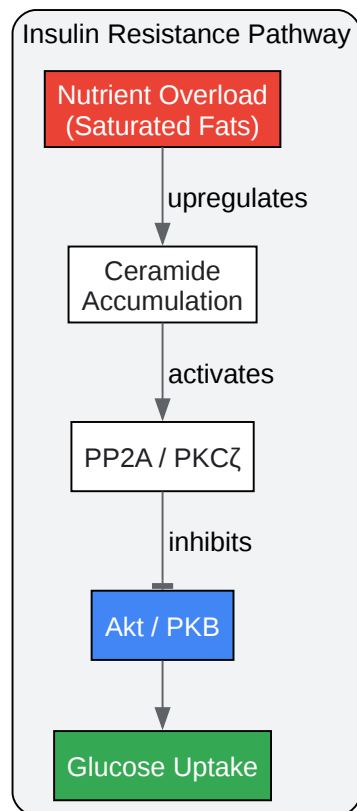 Insulin Resistance Pathway
Nutrient Overload
(Saturated Fats)
upregulates
Ceramide
Accumulation
activates
PP2A / PKCζ
inhibits
Akt / PKB
Glucose Uptake